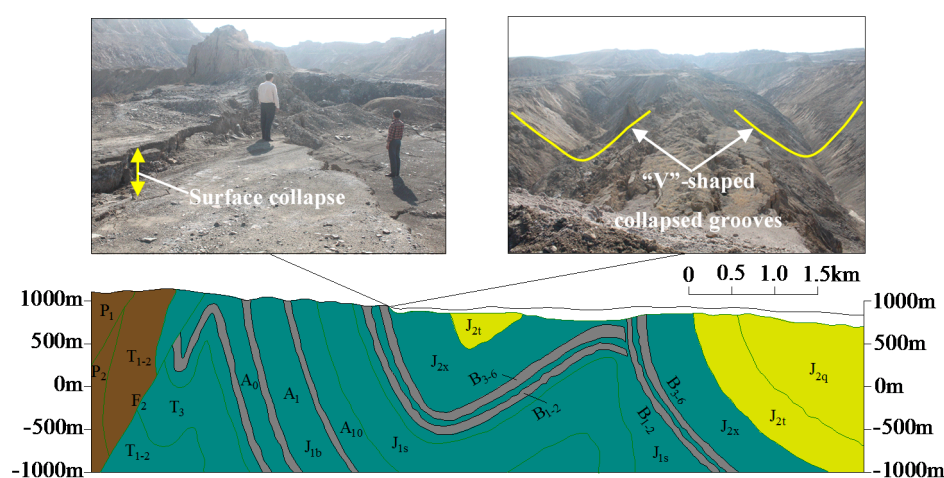 Surface collapse
“V”-shaped
collapsed grooves
0 0.5 1.0 1.5km
1000m
500m
0m
-500m
-1000m
1000m
500m
0m
-500m
-1000m
P1
P2
T1-2
F2
T3
T1-2
A0
A1
A10
J1b
J1s
J2x
J2t
B3-6
B1-2
B1-2
B3-6
J1s
J2x
J2t
J2q